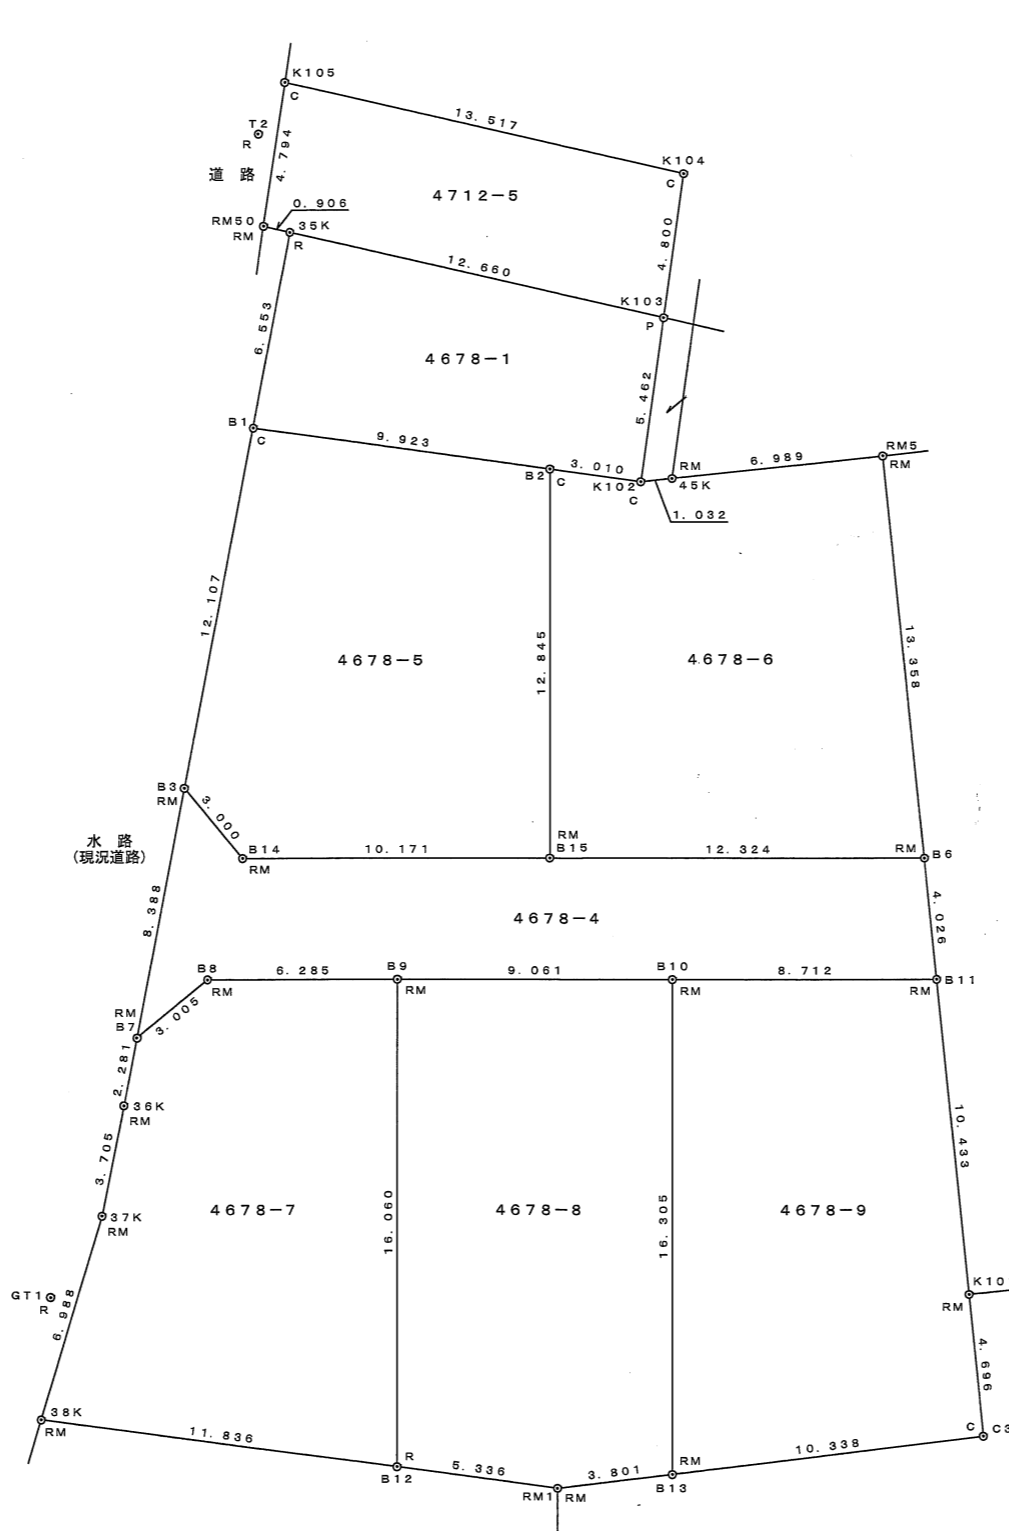 K105
C
13.517
T2
R
4.794
道 路
K104
C
4712-5
0.906
RM50
RM
35K
R
4.800
12.660
K103
P
6.553
4678-1
5.462
B1
C
9.923
B2
C
3.010
K102
C
RM
45K
6.989
RM5
RM
1.032
12.107
12.845
13.358
4678-5
4678-6
B3
RM
3.000
水 路
(現況道路)
B14
RM
10.171
RM
B15
12.324
RM
B6
8.388
4678-4
4.026
B8
RM
6.285
B9
RM
9.061
B10
RM
8.712
RM
B11
RM
B7
3.005
2.281
36K
RM
3.705
10.433
16.060
16.305
4678-7
4678-8
4678-9
37K
RM
GT1
R
6.988
K10
RM
4.696
38K
RM
11.836
R
B12
5.336
RM1
RM
3.801
RM
B13
10.338
C
C3